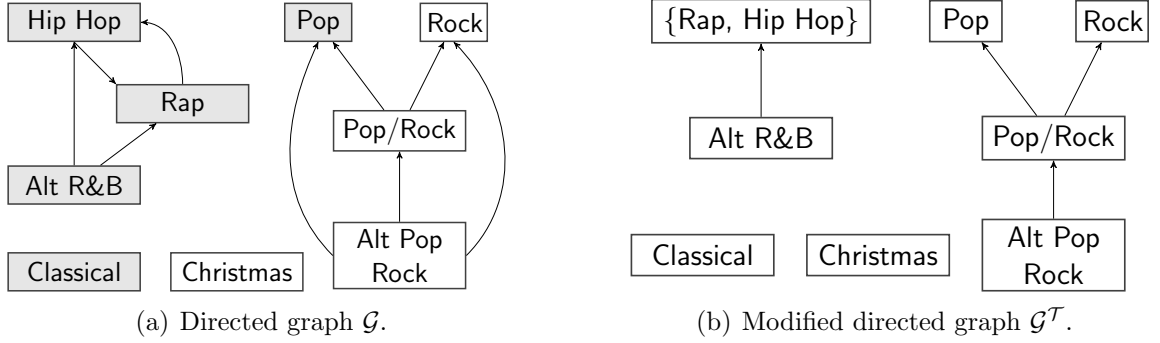 Hip Hop
Rap
Alt R&B
Classical
Christmas
Pop
Rock
Pop/Rock
Alt Pop
Rock
(a) Directed graph 𝒢.
{Rap, Hip Hop}
Alt R&B
Classical
Christmas
Pop
Rock
Pop/Rock
Alt Pop
Rock
(b) Modified directed graph 𝒢^𝒯.